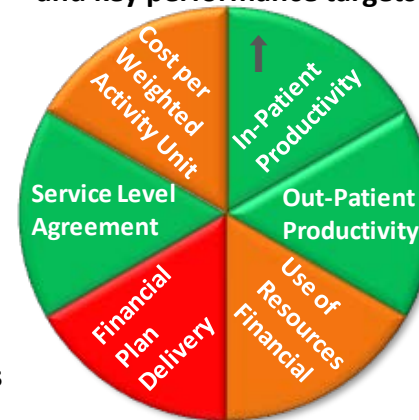 and key performance targets
Cost per
Weighted
Activity Unit
In-Patient
Productivity
Service Level
Agreement
Out-Patient
Productivity
Financial
Plan
Delivery
Use of
Resources
Financial
s